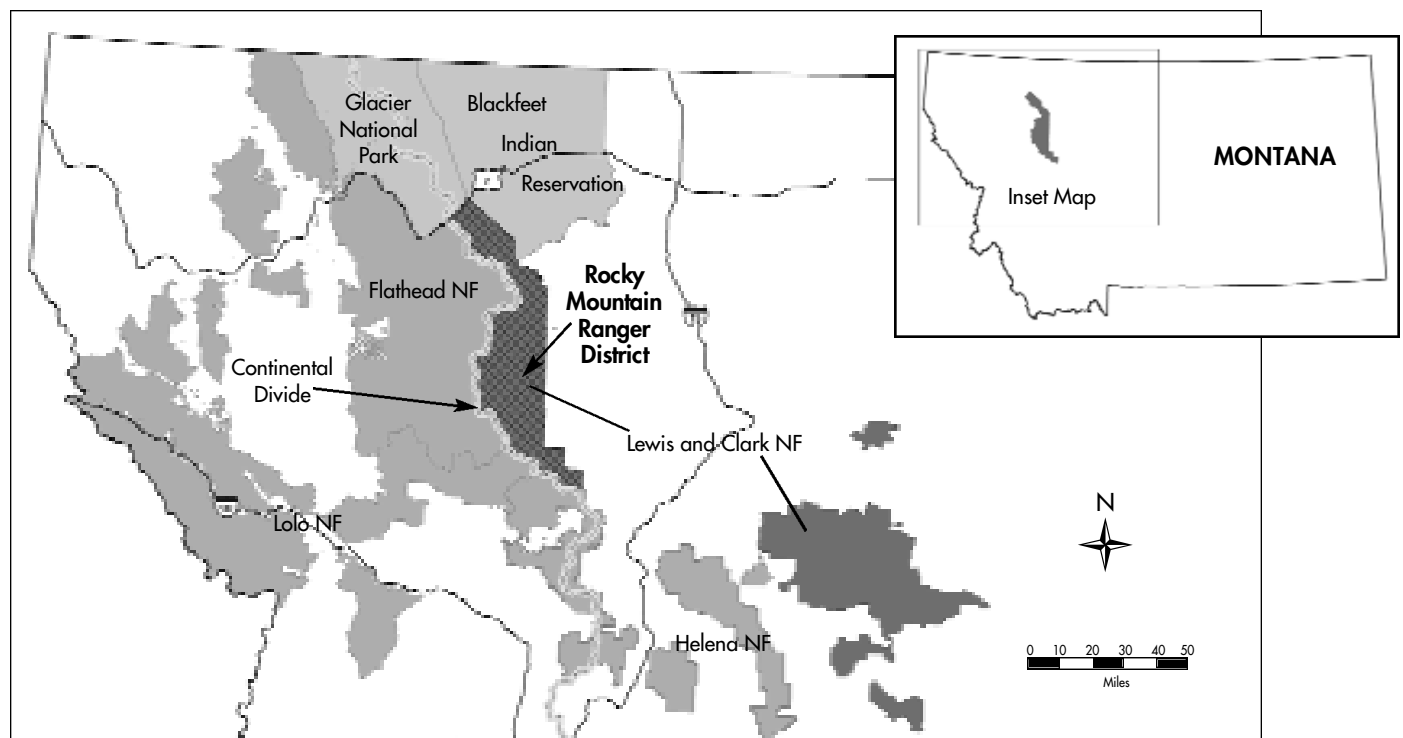 Glacier
National
Park
Blackfeet
Indian
Reservation
MONTANA
Inset Map
Flathead NF
Rocky
Mountain
Ranger
District
Continental
Divide
Lewis and Clark NF
Lolo NF
Helena NF
N
0 10 20 30 40 50
Miles